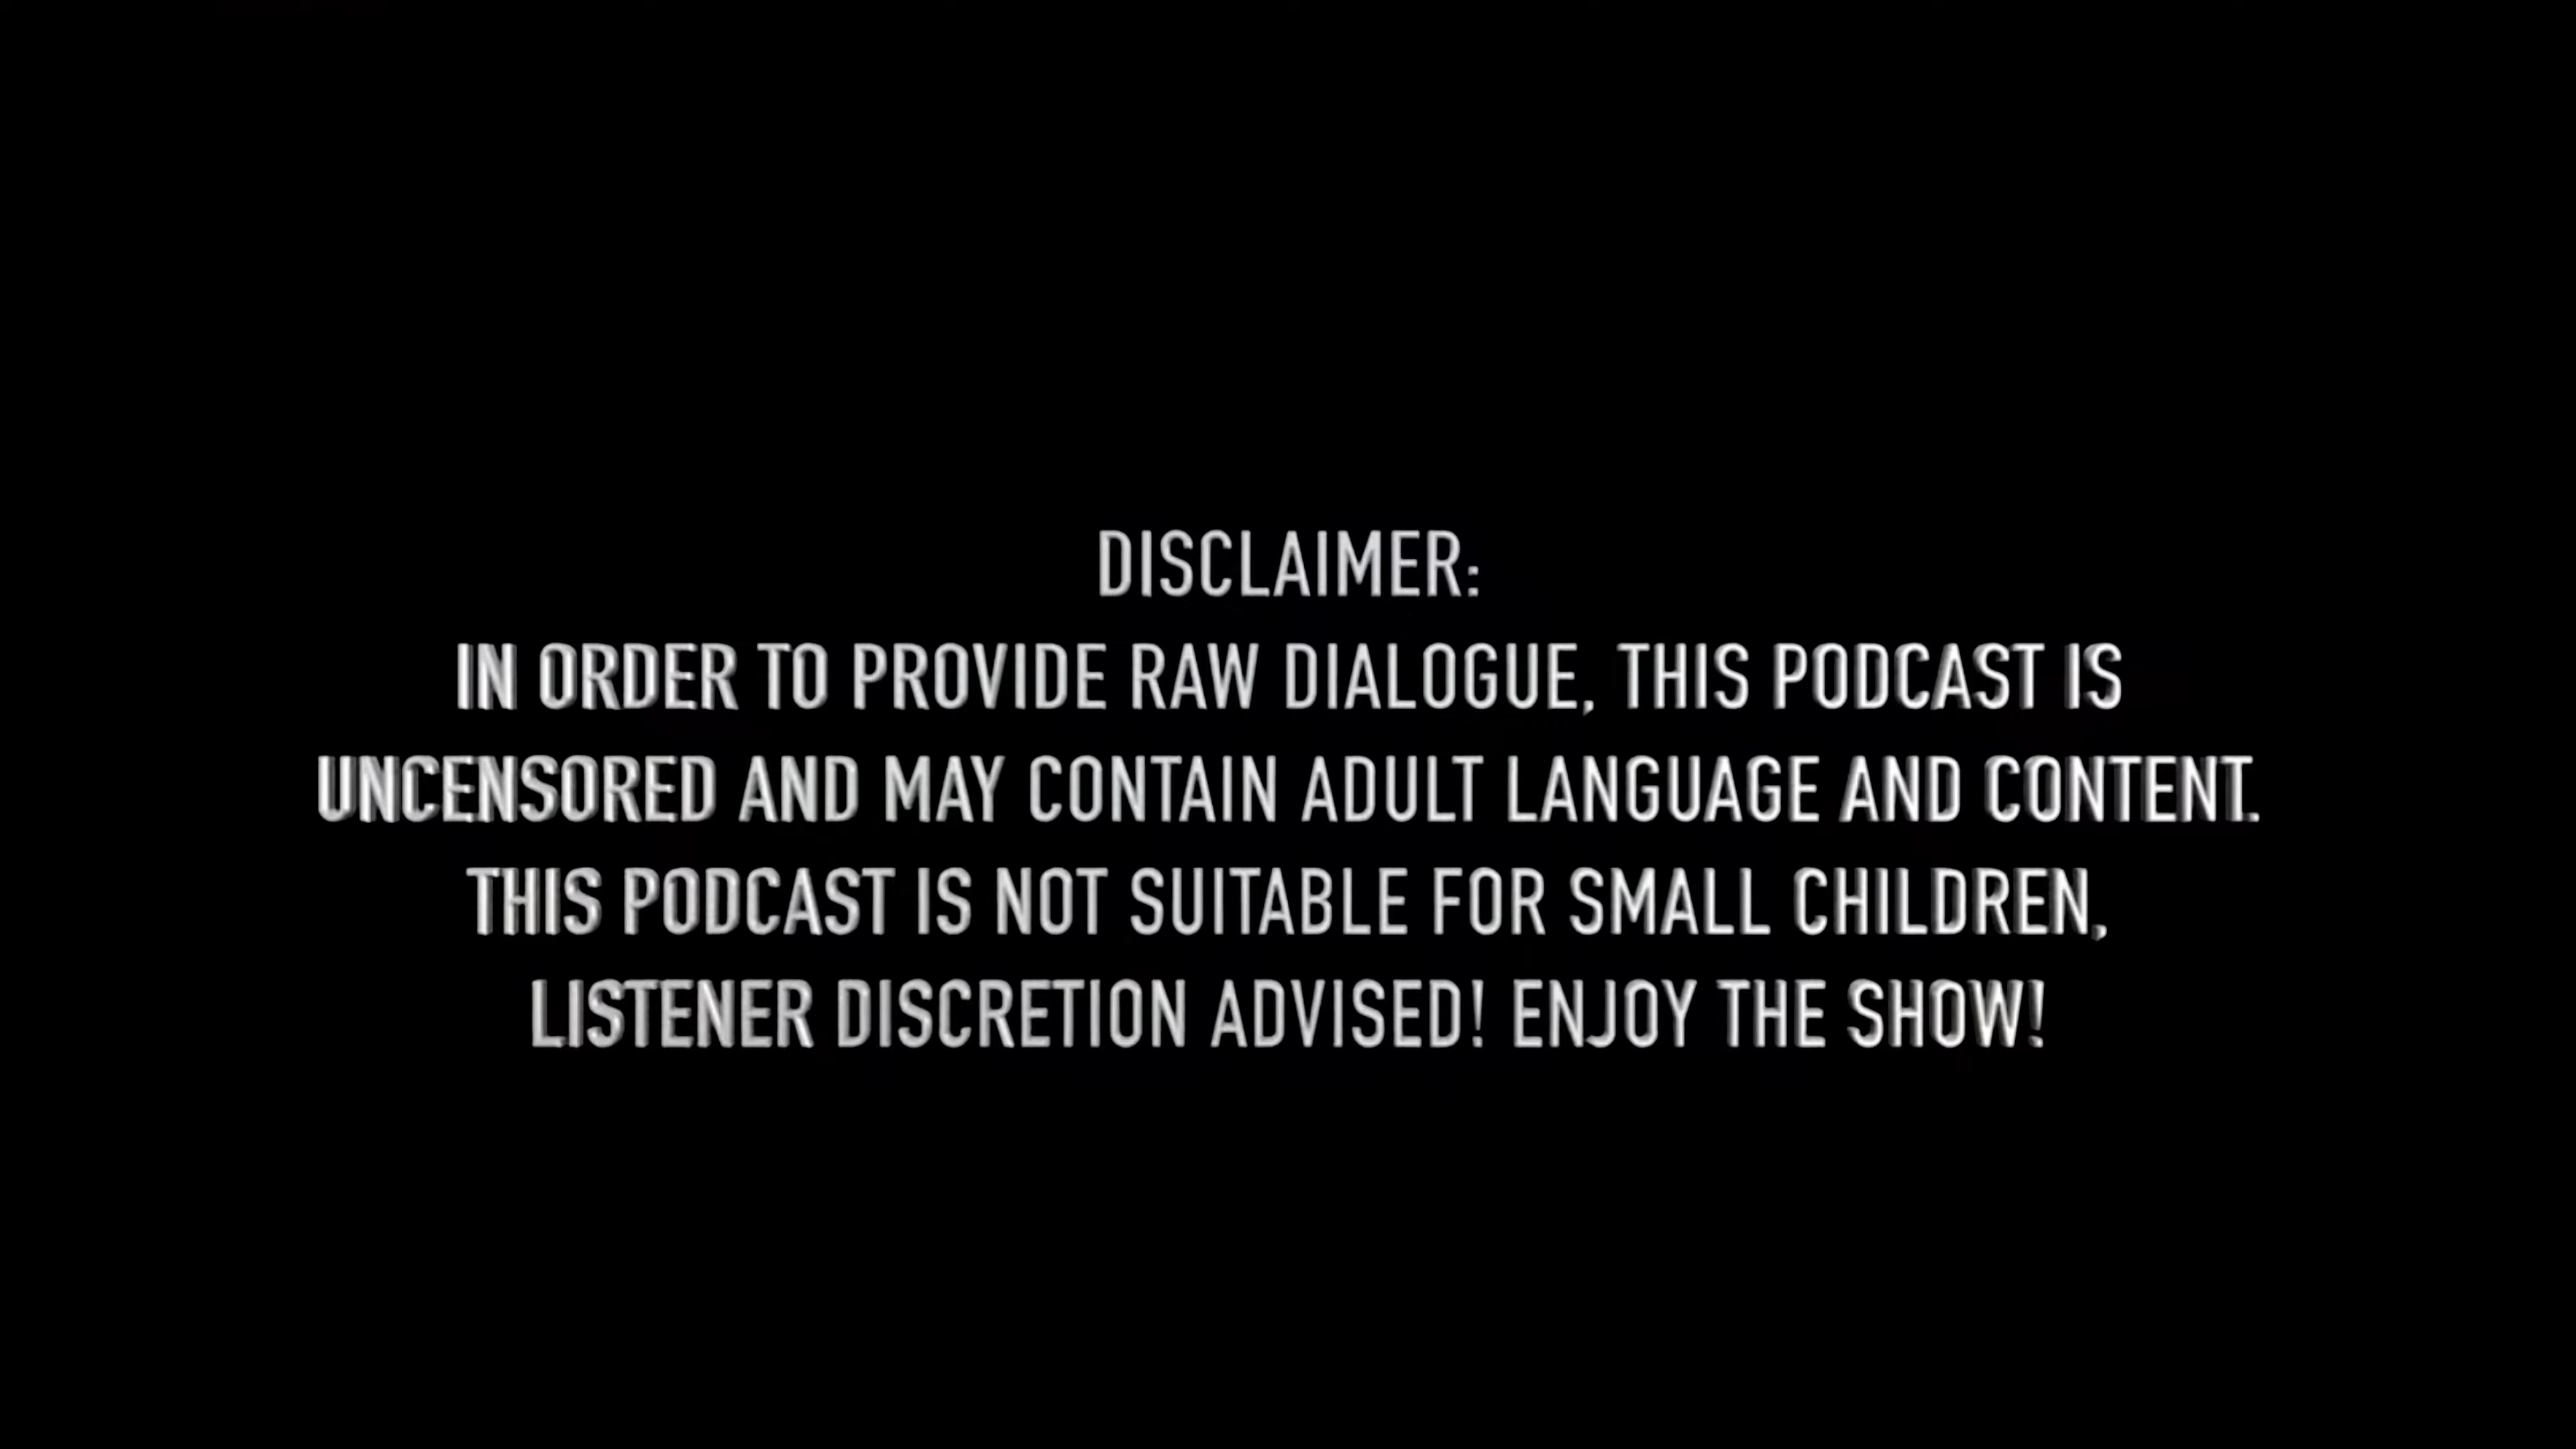 DISCLAIMER:
IN ORDER TO PROVIDE RAW DIALOGUE, THIS PODCAST IS
UNCENSORED AND MAY CONTAIN ADULT LANGUAGE AND CONTENT.
THIS PODCAST IS NOT SUITABLE FOR SMALL CHILDREN,
LISTENER DISCRETION ADVISED! ENJOY THE SHOW!